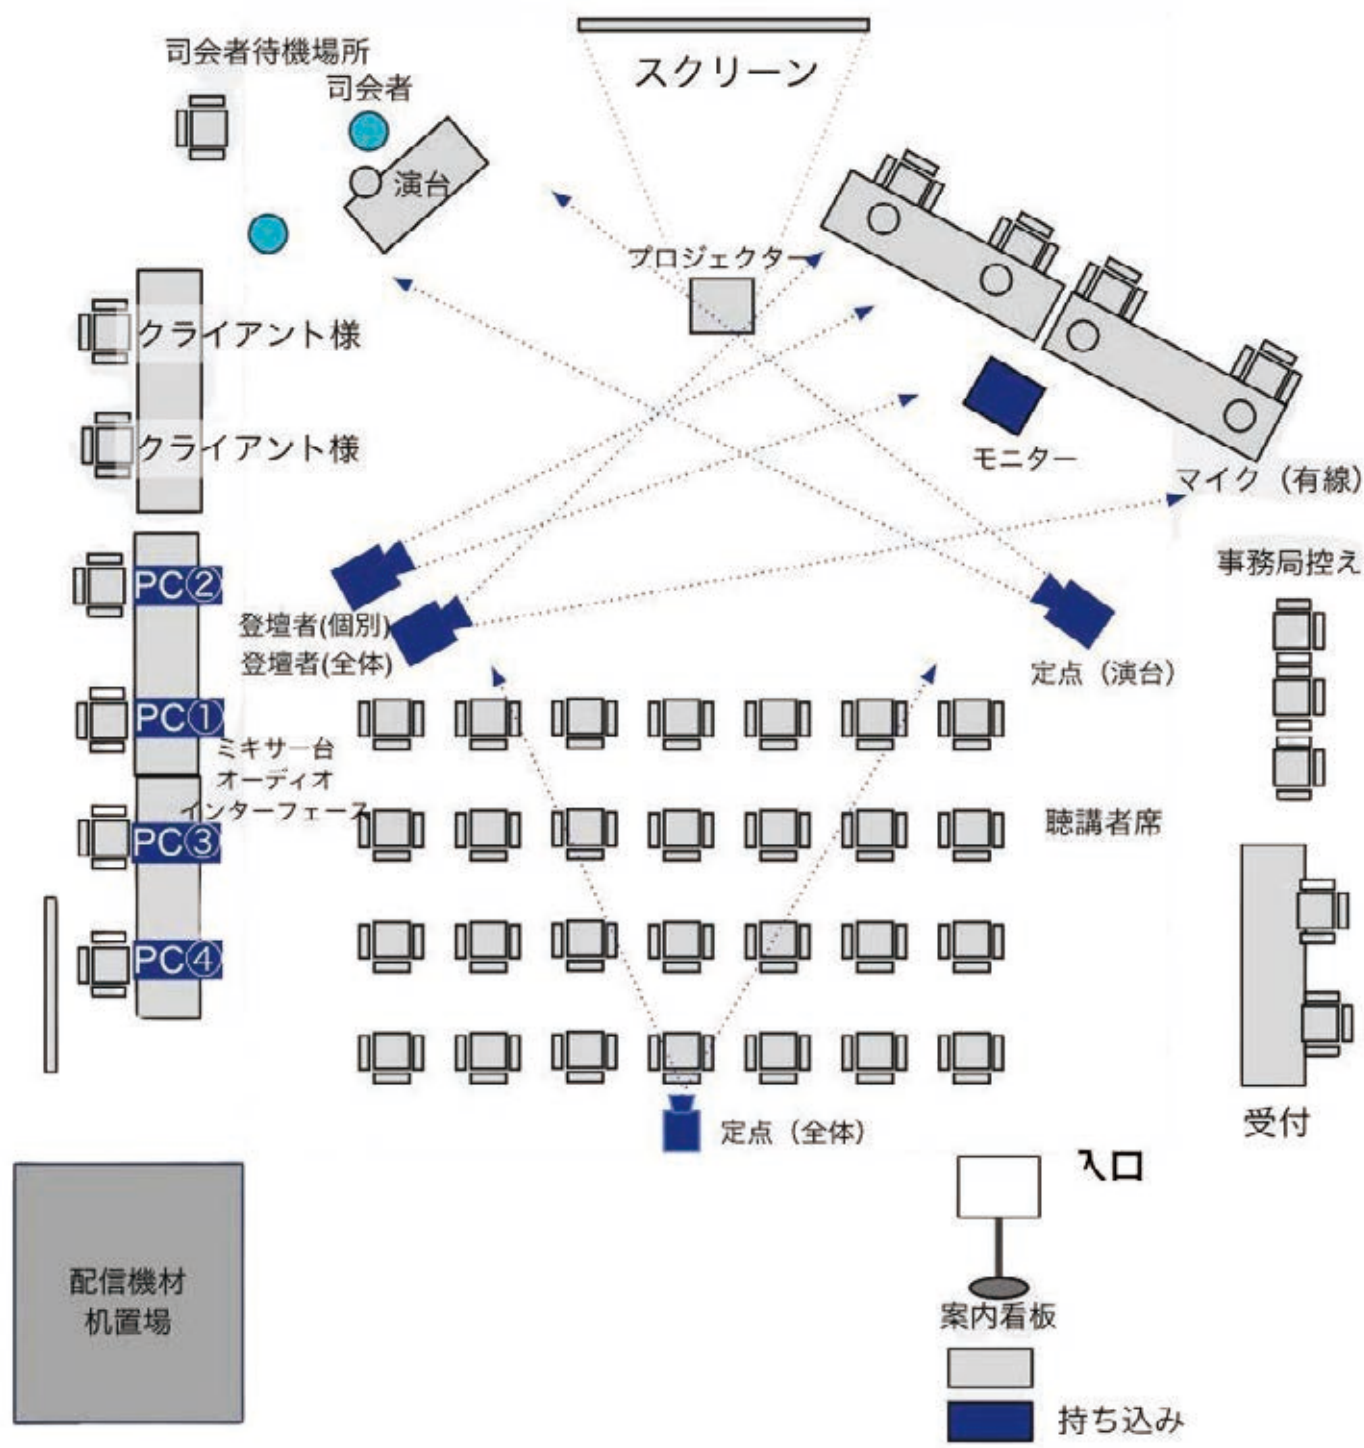 司会者待機場所
司会者
スクリーン
演台
プロジェクター
クライアント様
クライアント様
モニター
マイク（有線）
事務局控え
PC②
登壇者(個別)
登壇者(全体)
定点（演台）
PC①
ミキサー台
オーディオ
インターフェース
聴講者席
PC③
PC④
受付
定点（全体）
入口
配信機材
机置場
案内看板
持ち込み